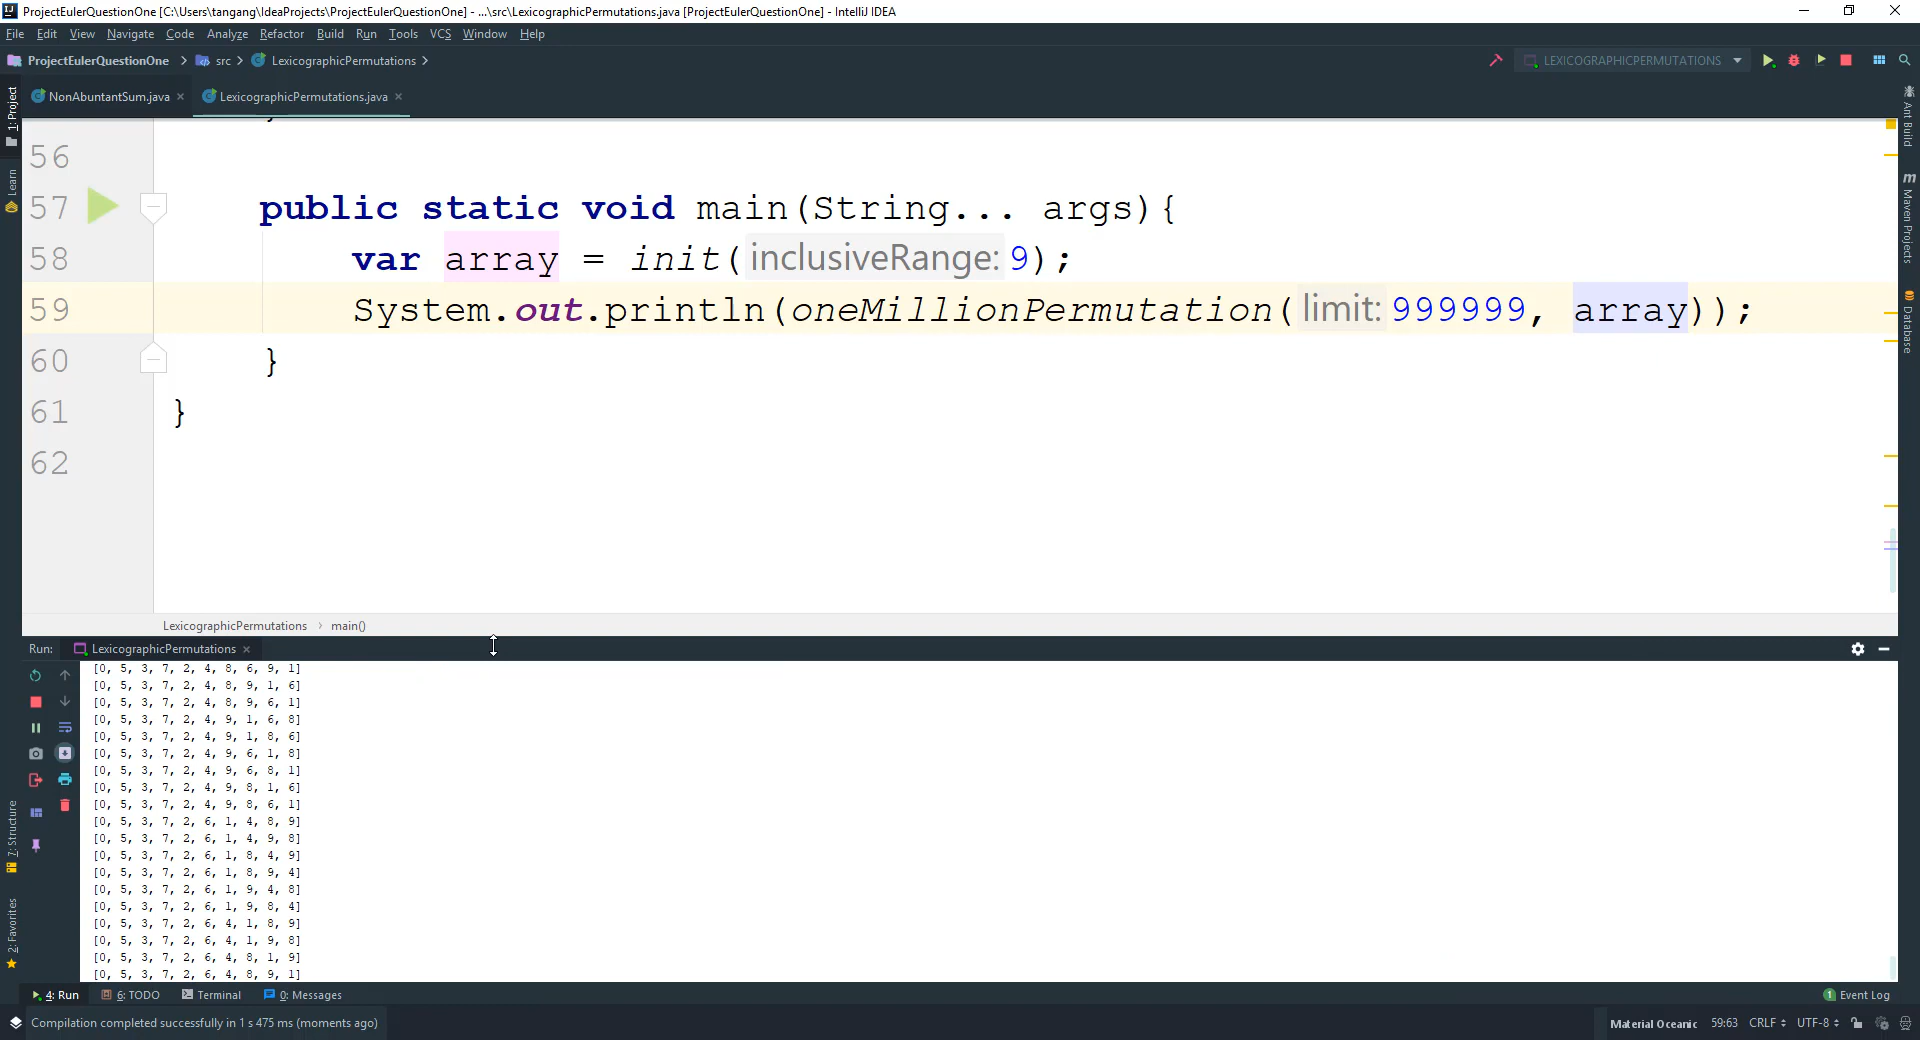 ProjectEulerQuestionOne [C:\Users\tangang\IdeaProjects\ProjectEulerQuestionOne] - ...\src\LexicographicPermutations.java [ProjectEulerQuestionOne] - IntelliJ IDEA
File Edit View Navigate Code Analyze Refactor Build Run Tools VCS Window Help
ProjectEulerQuestionOne src LexicographicPermutations LEXICOGRAPHICPERMUTATIONS
NonAbuntantSum.java LexicographicPermutations.java
1: Project
Learn
7: Structure
2: Favorites
Ant Build
Maven Projects
Database
56
57 public static void main(String... args){
58 var array = init( inclusiveRange: 9);
59 System.out.println(oneMillionPermutation( limit: 999999, array));
60 }
61 }
62
LexicographicPermutations › main()
Run: LexicographicPermutations
[0, 5, 3, 7, 2, 4, 8, 6, 9, 1]
[0, 5, 3, 7, 2, 4, 8, 9, 1, 6]
[0, 5, 3, 7, 2, 4, 8, 9, 6, 1]
[0, 5, 3, 7, 2, 4, 9, 1, 6, 8]
[0, 5, 3, 7, 2, 4, 9, 1, 8, 6]
[0, 5, 3, 7, 2, 4, 9, 6, 1, 8]
[0, 5, 3, 7, 2, 4, 9, 6, 8, 1]
[0, 5, 3, 7, 2, 4, 9, 8, 1, 6]
[0, 5, 3, 7, 2, 4, 9, 8, 6, 1]
[0, 5, 3, 7, 2, 6, 1, 4, 8, 9]
[0, 5, 3, 7, 2, 6, 1, 4, 9, 8]
[0, 5, 3, 7, 2, 6, 1, 8, 4, 9]
[0, 5, 3, 7, 2, 6, 1, 8, 9, 4]
[0, 5, 3, 7, 2, 6, 1, 9, 4, 8]
[0, 5, 3, 7, 2, 6, 1, 9, 8, 4]
[0, 5, 3, 7, 2, 6, 4, 1, 8, 9]
[0, 5, 3, 7, 2, 6, 4, 1, 9, 8]
[0, 5, 3, 7, 2, 6, 4, 8, 1, 9]
[0, 5, 3, 7, 2, 6, 4, 8, 9, 1]
4: Run 6: TODO Terminal 0: Messages 1 Event Log
Compilation completed successfully in 1 s 475 ms (moments ago) Material Oceanic 59:63 CRLF UTF-8